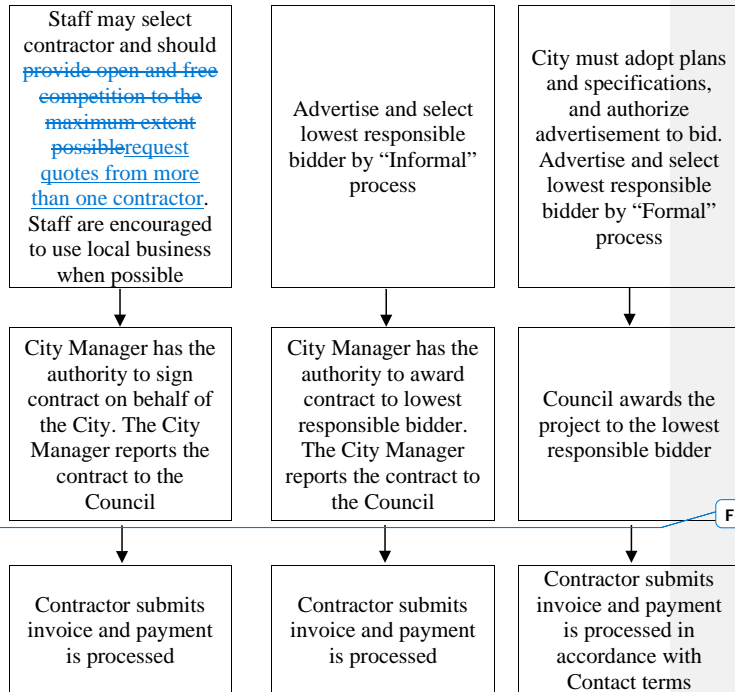 Staff may select
contractor and should
provide open and free
competition to the
maximum extent
possiblerequest
quotes from more
than one contractor.
Staff are encouraged
to use local business
when possible
Advertise and select
lowest responsible
bidder by “Informal”
process
City must adopt plans
and specifications,
and authorize
advertisement to bid.
Advertise and select
lowest responsible
bidder by “Formal”
process
City Manager has the
authority to sign
contract on behalf of
the City. The City
Manager reports the
contract to the
Council
City Manager has the
authority to award
contract to lowest
responsible bidder.
The City Manager
reports the contract to
the Council
Council awards the
project to the lowest
responsible bidder
F
Contractor submits
invoice and payment
is processed
Contractor submits
invoice and payment
is processed
Contractor submits
invoice and payment
is processed in
accordance with
Contact terms